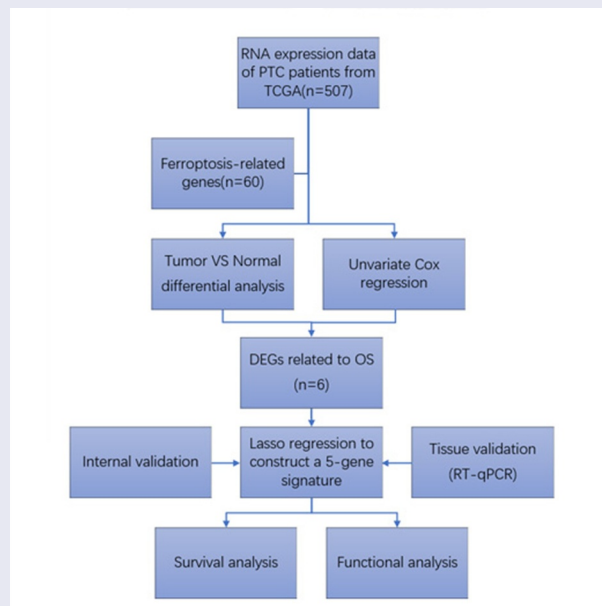 RNA expression data
of PTC patients from
TCGA(n=507)
Ferroptosis-related
genes(n=60)
Tumor VS Normal
differential analysis
Unvariate Cox
regression
DEGs related to OS
(n=6)
Internal validation
Lasso regression to
construct a 5-gene
signature
Tissue validation
(RT-qPCR)
Survival analysis
Functional analysis